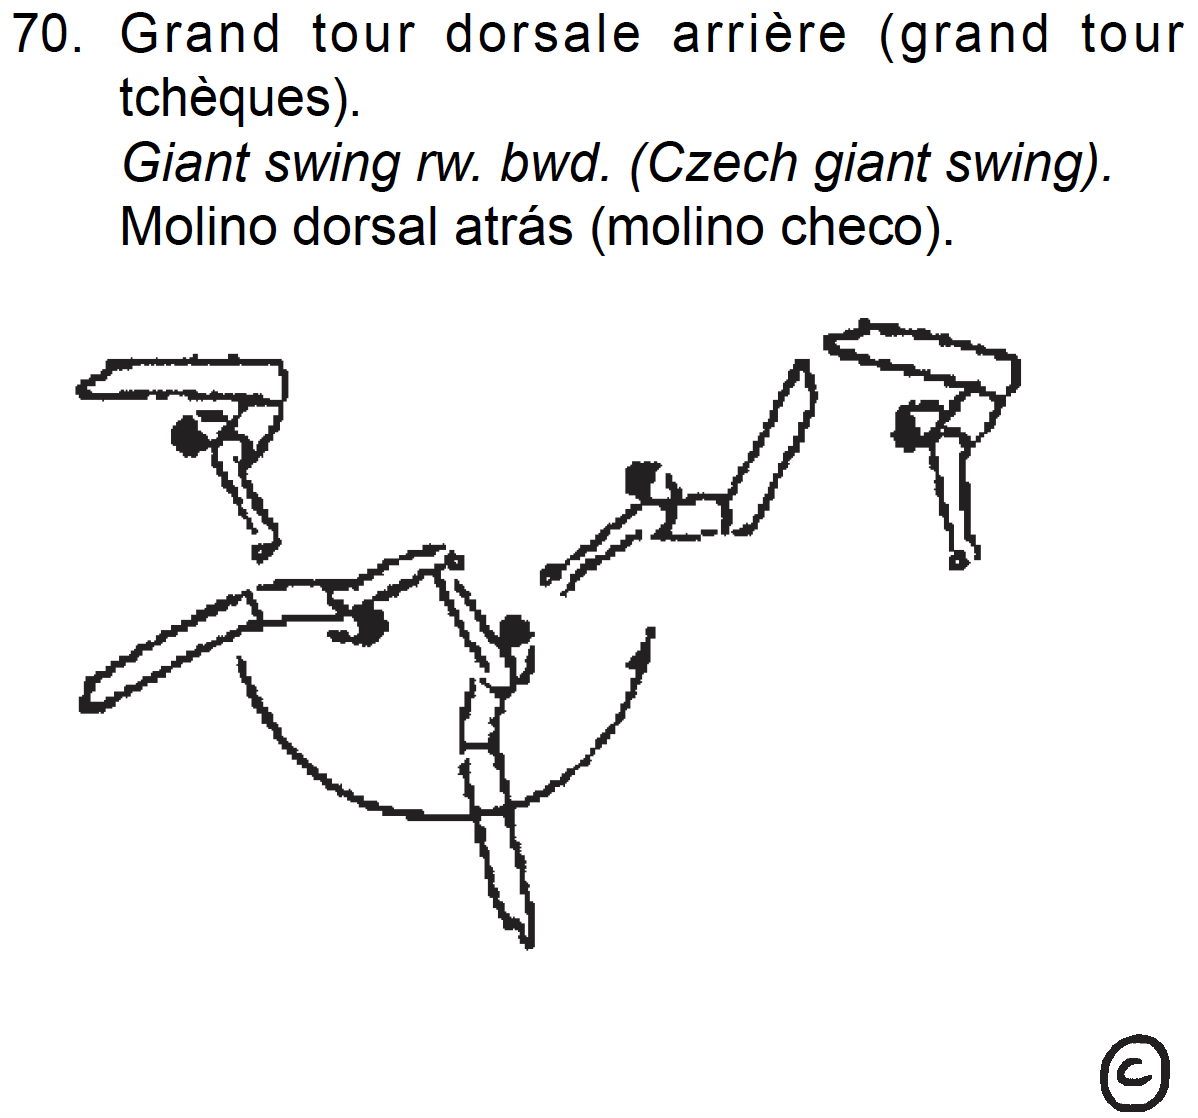 70. Grand tour dorsale arrière (grand tour
tchèques).
Giant swing rw. bwd. (Czech giant swing).
Molino dorsal atrás (molino checo).
C